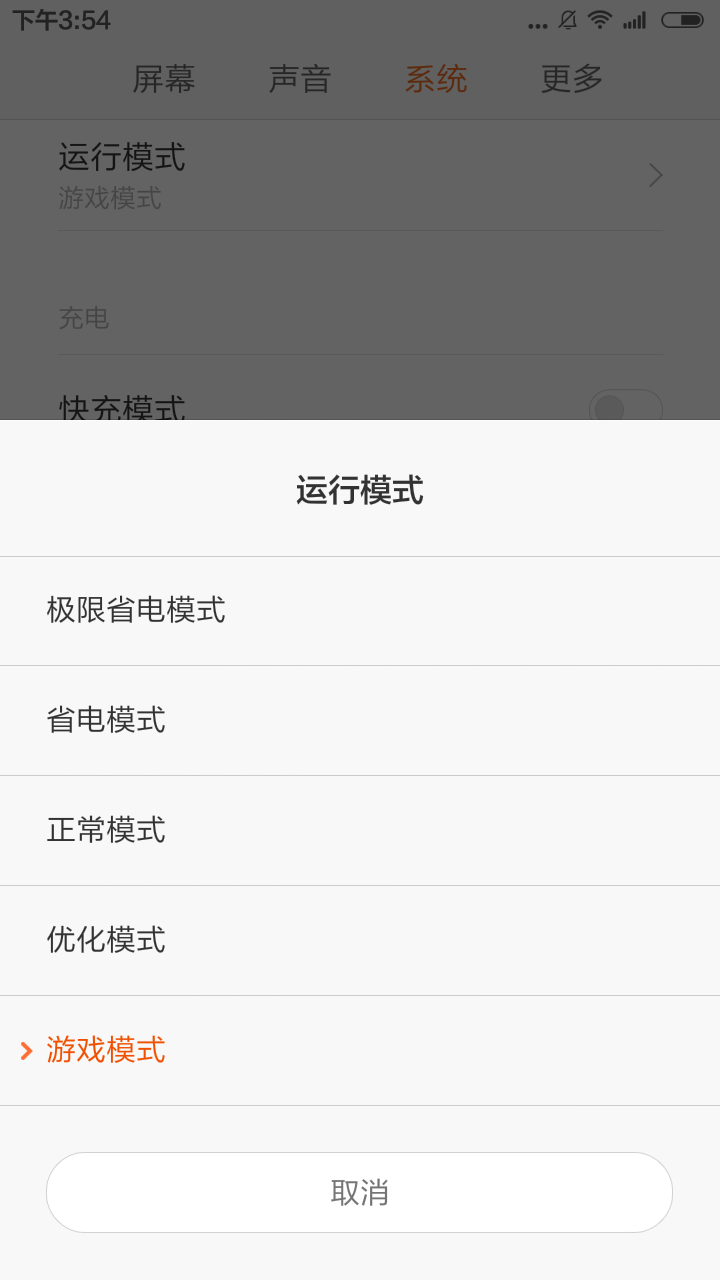 下午3:54
屏幕 声音 系统 更多
运行模式
游戏模式
充电
快充模式
运行模式
极限省电模式
省电模式
正常模式
优化模式
游戏模式
取消